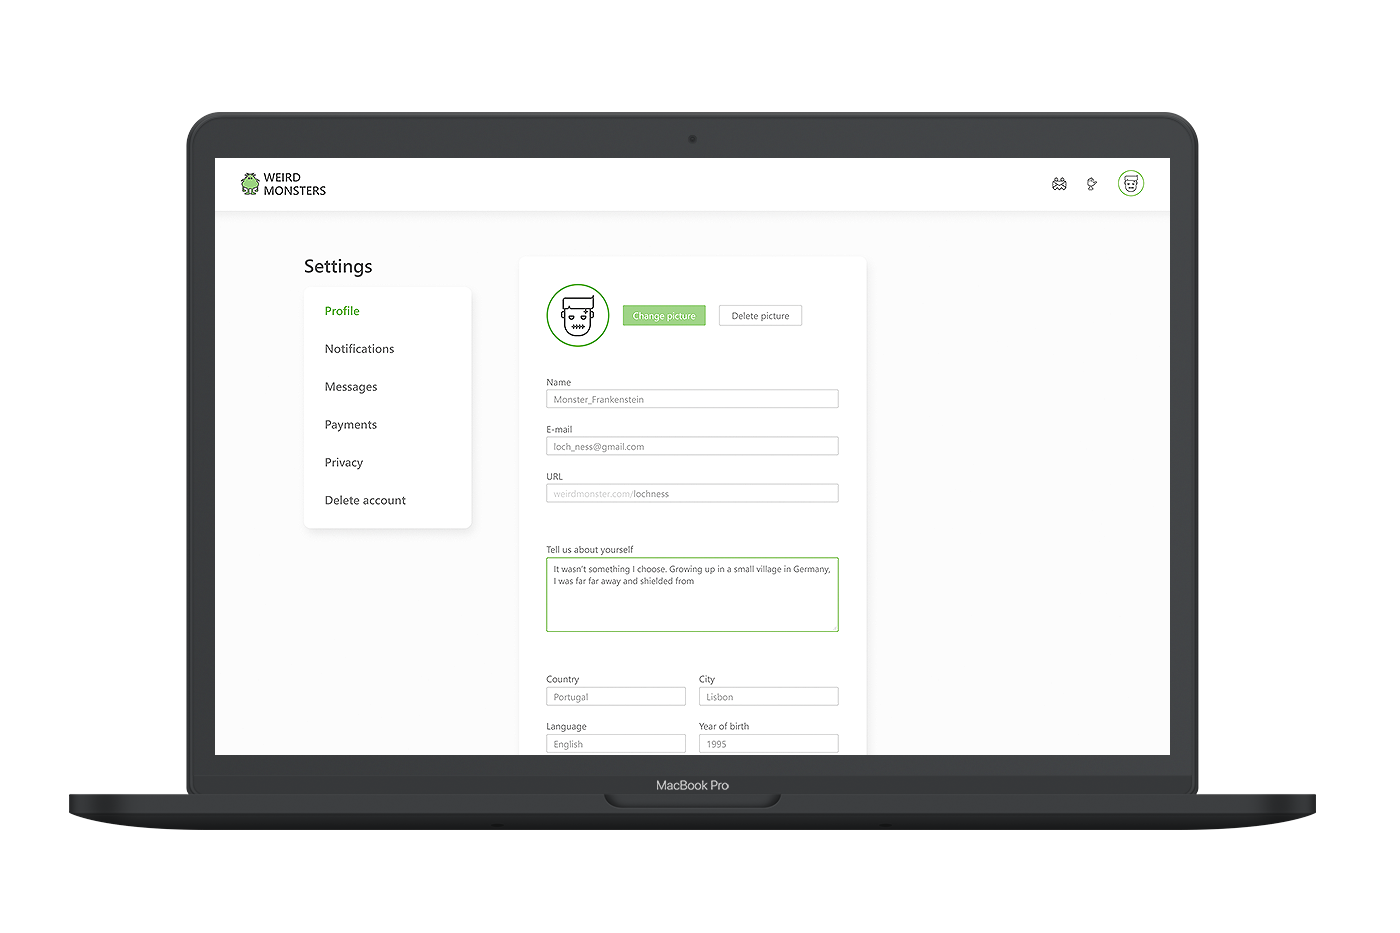 WEIRD
MONSTERS
Settings
Profile
Notifications
Messages
Payments
Privacy
Delete account
Change picture
Delete picture
Name
Monster_Frankenstein
E-mail
loch_ness@gmail.com
URL
weirdmonster.com/lochness
Tell us about yourself
It wasn't something I choose. Growing up in a small village in Germany,
I was far far away and shielded from
Country
City
Portugal
Lisbon
Language
Year of birth
English
1995
MacBook Pro